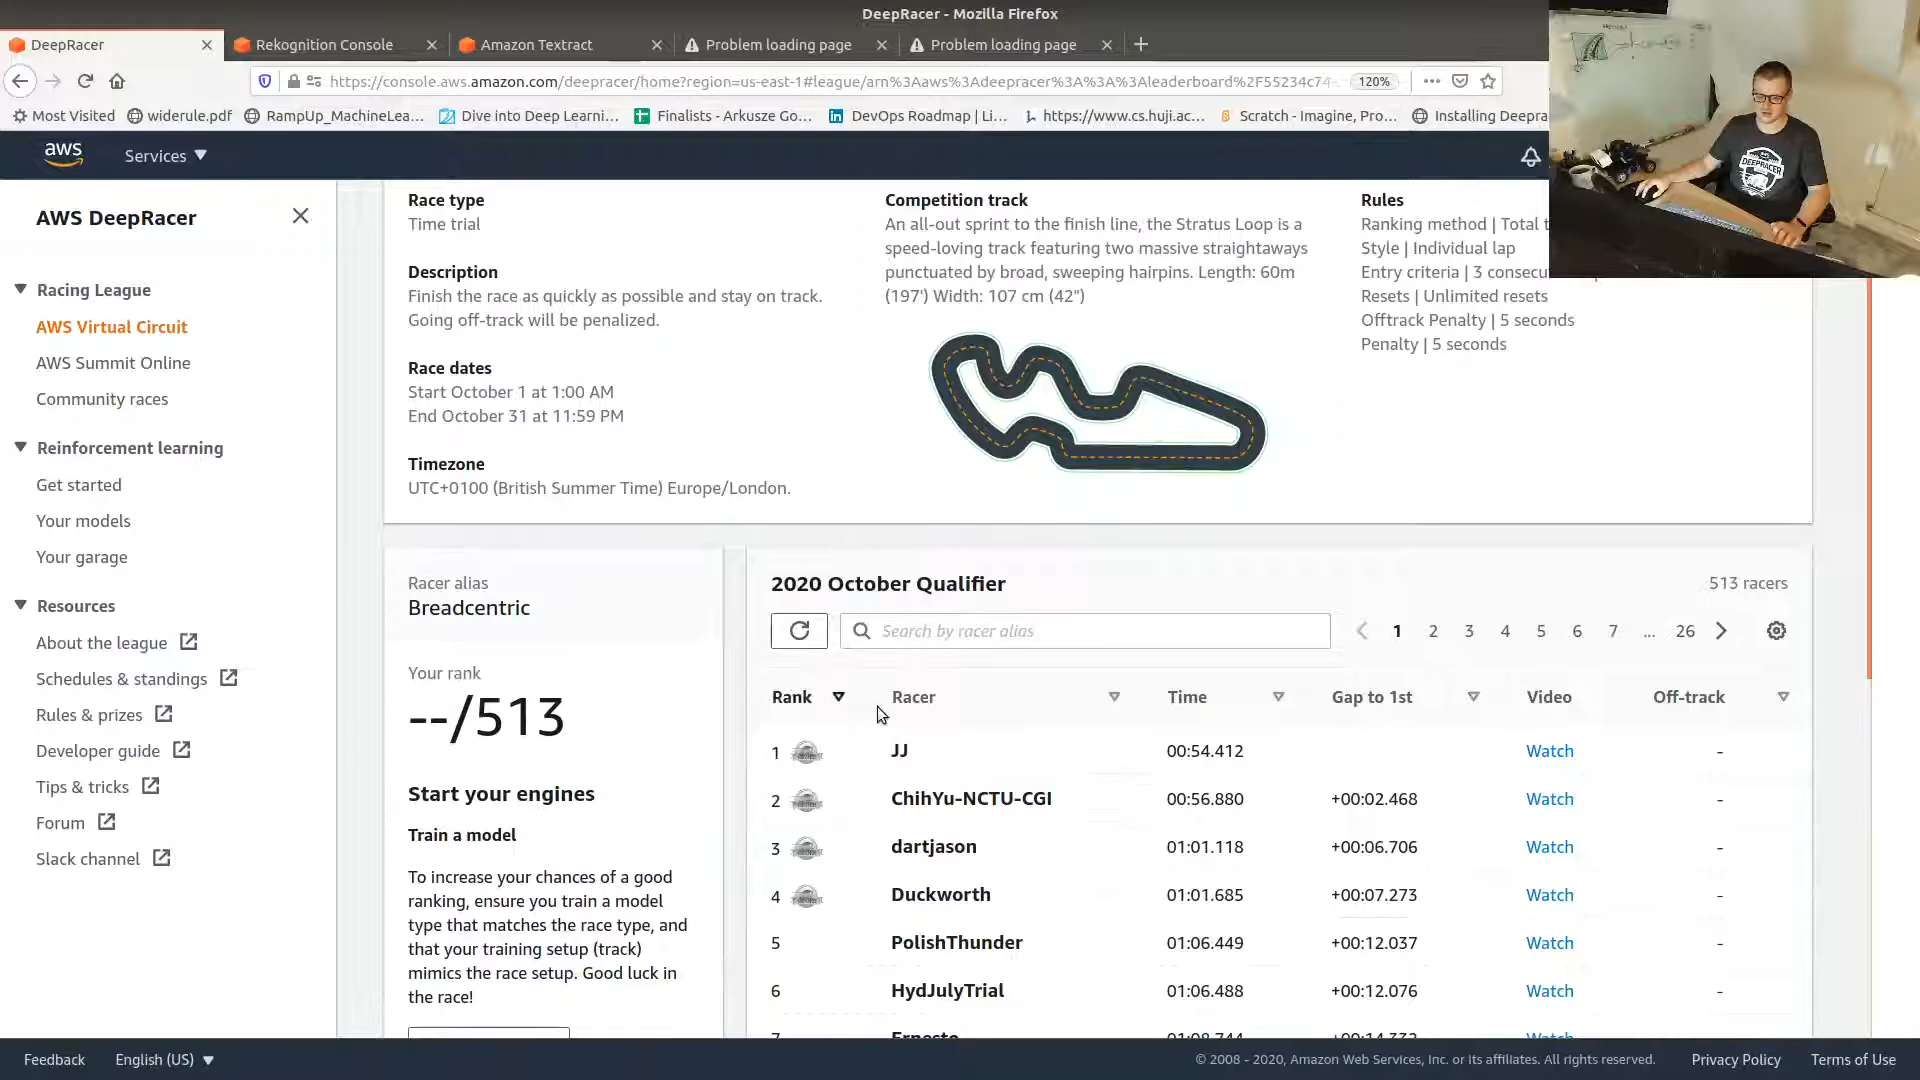 DeepRacer - Mozilla Firefox
DeepRacer
Rekognition Console
Amazon Textract
Problem loading page
Problem loading page
https://console.aws.amazon.com/deepracer/home?region=us-east-1#league/arn%3Aaws%3Adeepracer%3A%3A%3Aleaderboard%2F55234c74-
120%
Most Visited
widerule.pdf
RampUp_MachineLea…
Dive into Deep Learni…
Finalists - Arkusze Go…
DevOps Roadmap | Li…
https://www.cs.huji.ac…
Scratch - Imagine, Pro…
Installing Deepra
aws
Services
AWS DeepRacer
Racing League
AWS Virtual Circuit
AWS Summit Online
Community races
Reinforcement learning
Get started
Your models
Your garage
Resources
About the league
Schedules & standings
Rules & prizes
Developer guide
Tips & tricks
Forum
Slack channel
Race type
Time trial
Description
Finish the race as quickly as possible and stay on track.
Going off-track will be penalized.
Race dates
Start October 1 at 1:00 AM
End October 31 at 11:59 PM
Timezone
UTC+0100 (British Summer Time) Europe/London.
Competition track
An all-out sprint to the finish line, the Stratus Loop is a
speed-loving track featuring two massive straightaways
punctuated by broad, sweeping hairpins. Length: 60m
(197') Width: 107 cm (42")
Rules
Ranking method | Total t
Style | Individual lap
Entry criteria | 3 consecu
Resets | Unlimited resets
Offtrack Penalty | 5 seconds
Penalty | 5 seconds
DEEPRACER
Racer alias
Breadcentric
Your rank
--/513
Start your engines
Train a model
To increase your chances of a good
ranking, ensure you train a model
type that matches the race type, and
that your training setup (track)
mimics the race setup. Good luck in
the race!
2020 October Qualifier
513 racers
Search by racer alias
1 2 3 4 5 6 7 ... 26
Rank Racer Time Gap to 1st Video Off-track
1 JJ 00:54.412 Watch -
2 ChihYu-NCTU-CGI 00:56.880 +00:02.468 Watch -
3 dartjason 01:01.118 +00:06.706 Watch -
4 Duckworth 01:01.685 +00:07.273 Watch -
5 PolishThunder 01:06.449 +00:12.037 Watch -
6 HydJulyTrial 01:06.488 +00:12.076 Watch -
Feedback
English (US)
© 2008 - 2020, Amazon Web Services, Inc. or its affiliates. All rights reserved.
Privacy Policy
Terms of Use